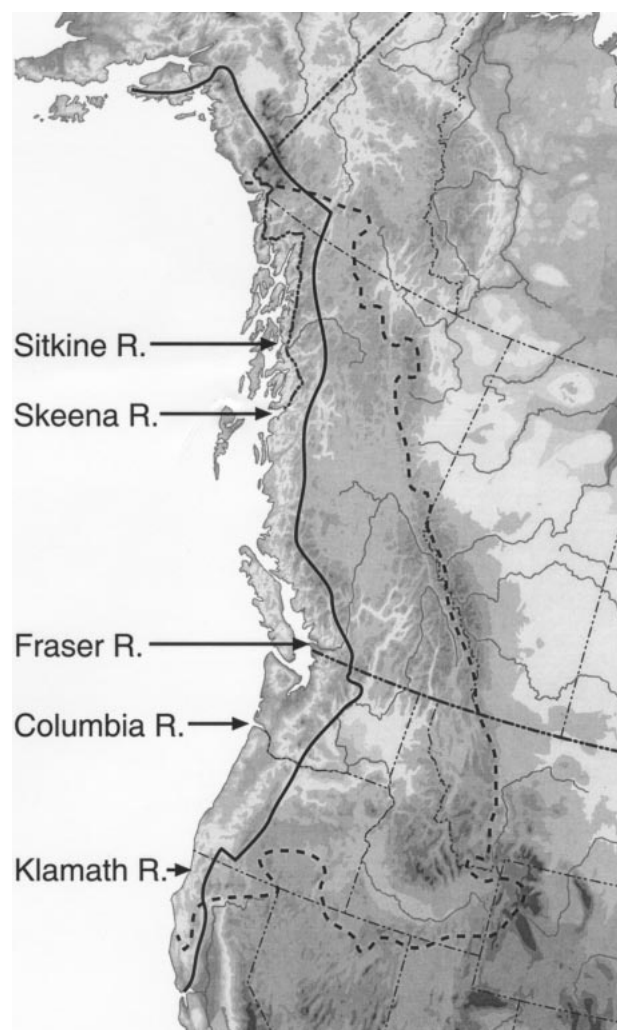 Sitkine R.
Skeena R.
Fraser R.
Columbia R.
Klamath R.